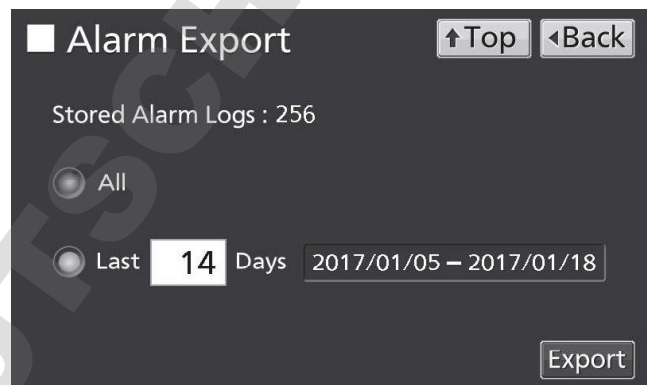 Alarm Export
↑Top
◂Back
Stored Alarm Logs : 256
All
Last 14 Days 2017/01/05 – 2017/01/18
Export